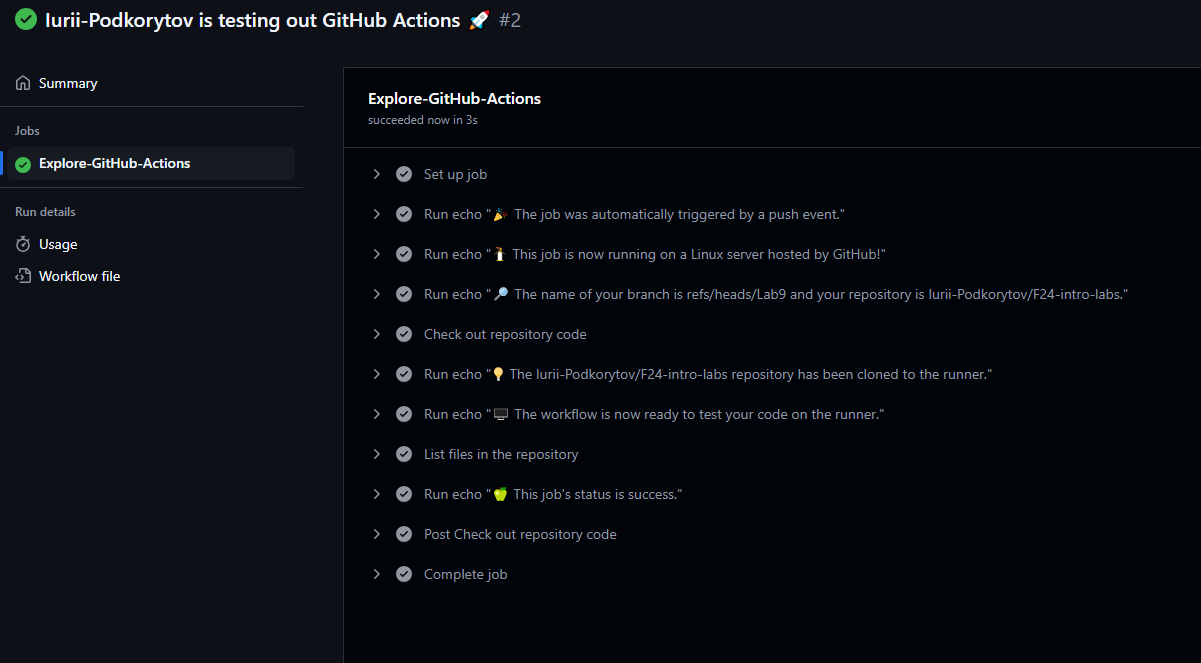 Iurii-Podkorytov is testing out GitHub Actions 🚀 #2
Summary
Jobs
Explore-GitHub-Actions
Run details
Usage
Workflow file
Explore-GitHub-Actions
succeeded now in 3s
Set up job
Run echo "🎉 The job was automatically triggered by a push event."
Run echo "🐧 This job is now running on a Linux server hosted by GitHub!"
Run echo "🔎 The name of your branch is refs/heads/Lab9 and your repository is Iurii-Podkorytov/F24-intro-labs."
Check out repository code
Run echo "💡 The Iurii-Podkorytov/F24-intro-labs repository has been cloned to the runner."
Run echo "🖥️ The workflow is now ready to test your code on the runner."
List files in the repository
Run echo "🍏 This job's status is success."
Post Check out repository code
Complete job